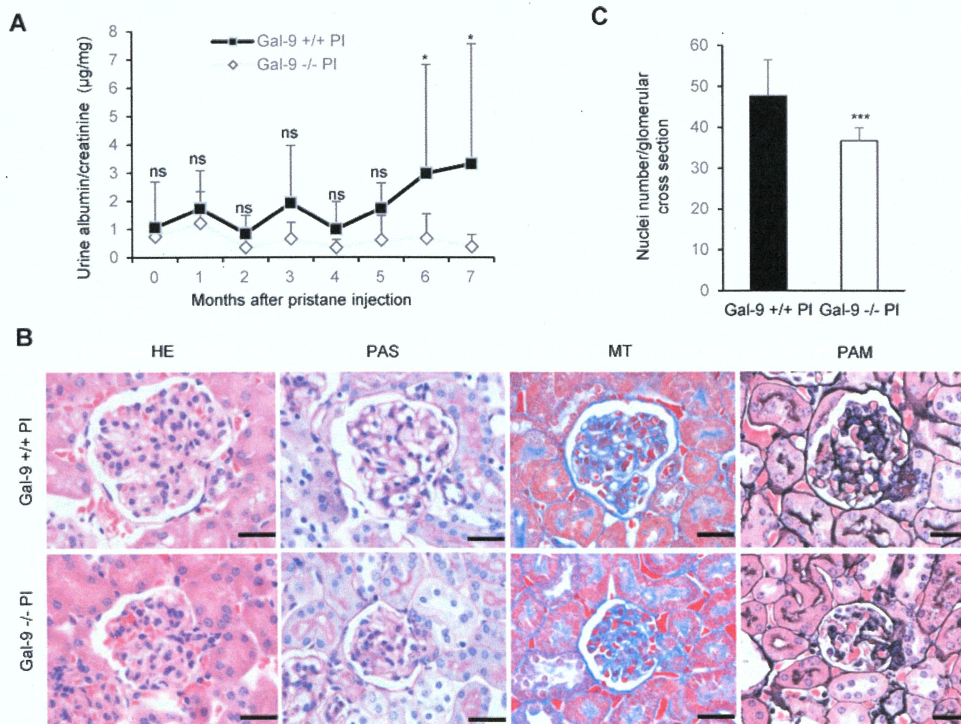 A
Urine albumin/creatinine (µg/mg)
8
7
6
5
4
3
2
1
0
Gal-9 +/+ PI
Gal-9 -/- PI
ns
ns
ns
ns
ns
ns
*
*
0 1 2 3 4 5 6 7
Months after pristane injection
C
Nuclei number/glomerular
cross section
60
50
40
30
20
10
0
***
Gal-9 +/+ PI Gal-9 -/- PI
B
HE PAS MT PAM
Gal-9 +/+ PI
Gal-9 -/- PI